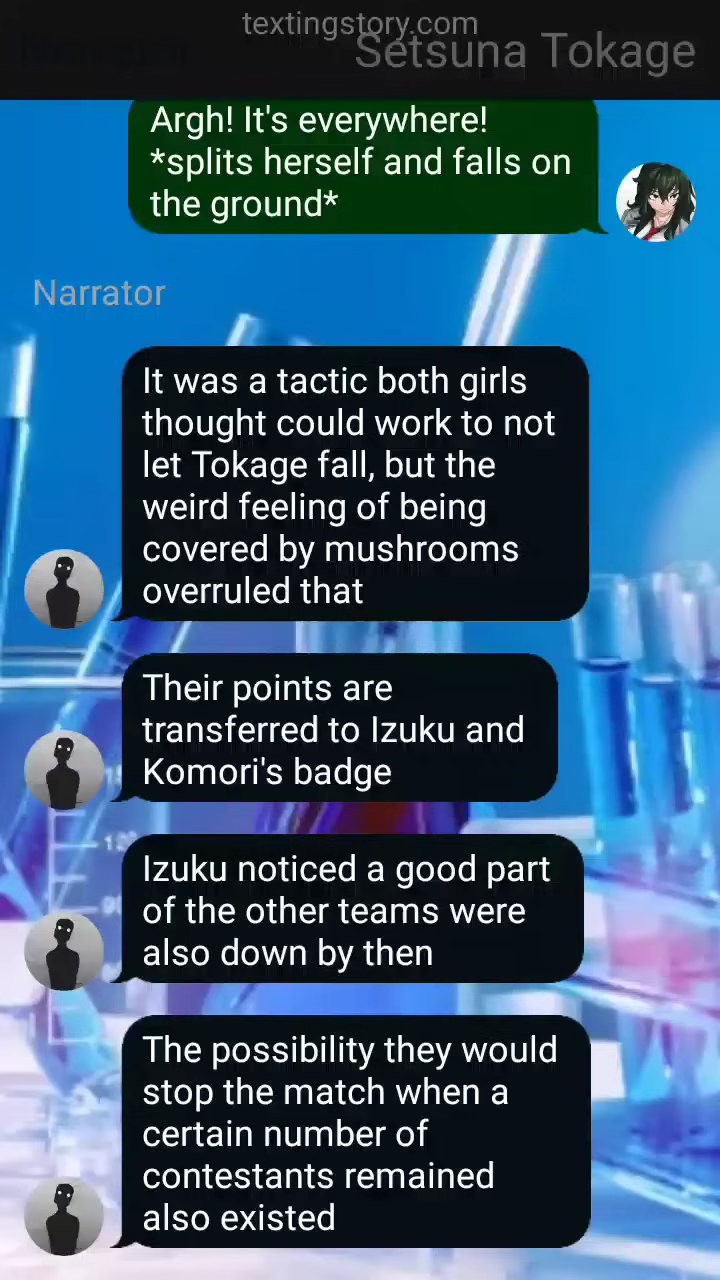 textingstory.com
Setsuna Tokage
Argh! It's everywhere!
*splits herself and falls on
the ground*
Narrator
It was a tactic both girls
thought could work to not
let Tokage fall, but the
weird feeling of being
covered by mushrooms
overruled that
Their points are
transferred to Izuku and
Komori's badge
Izuku noticed a good part
of the other teams were
also down by then
The possibility they would
stop the match when a
certain number of
contestants remained
also existed